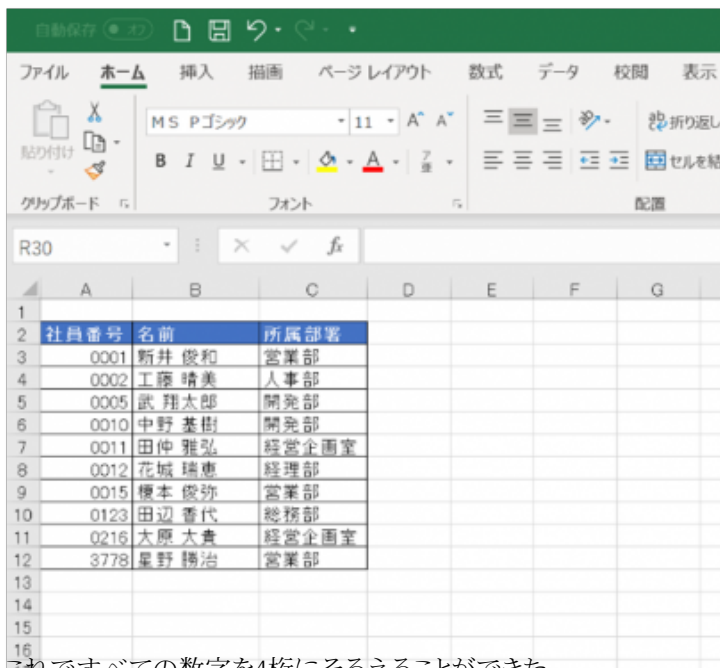 自動保存 オフ
ファイル ホーム 挿入 描画 ページ レイアウト 数式 データ 校閲 表示
貼り付け
MS Pゴシック 11 A A
折り返し
B I U A 亜
セルを結
クリップボード フォント 配置
R30 fx
A B C D E F G
1
2 社員番号 名前 所属部署
3 0001 新井 俊和 営業部
4 0002 工藤 晴美 人事部
5 0005 武 翔太郎 開発部
6 0010 中野 基樹 開発部
7 0011 田仲 雅弘 経営企画室
8 0012 花城 瑞恵 経理部
9 0015 榎本 俊弥 営業部
10 0123 田辺 香代 総務部
11 0216 大原 大貴 経営企画室
12 3778 星野 勝治 営業部
13
14
15
16
これですべての数字を4桁にそろえることができた